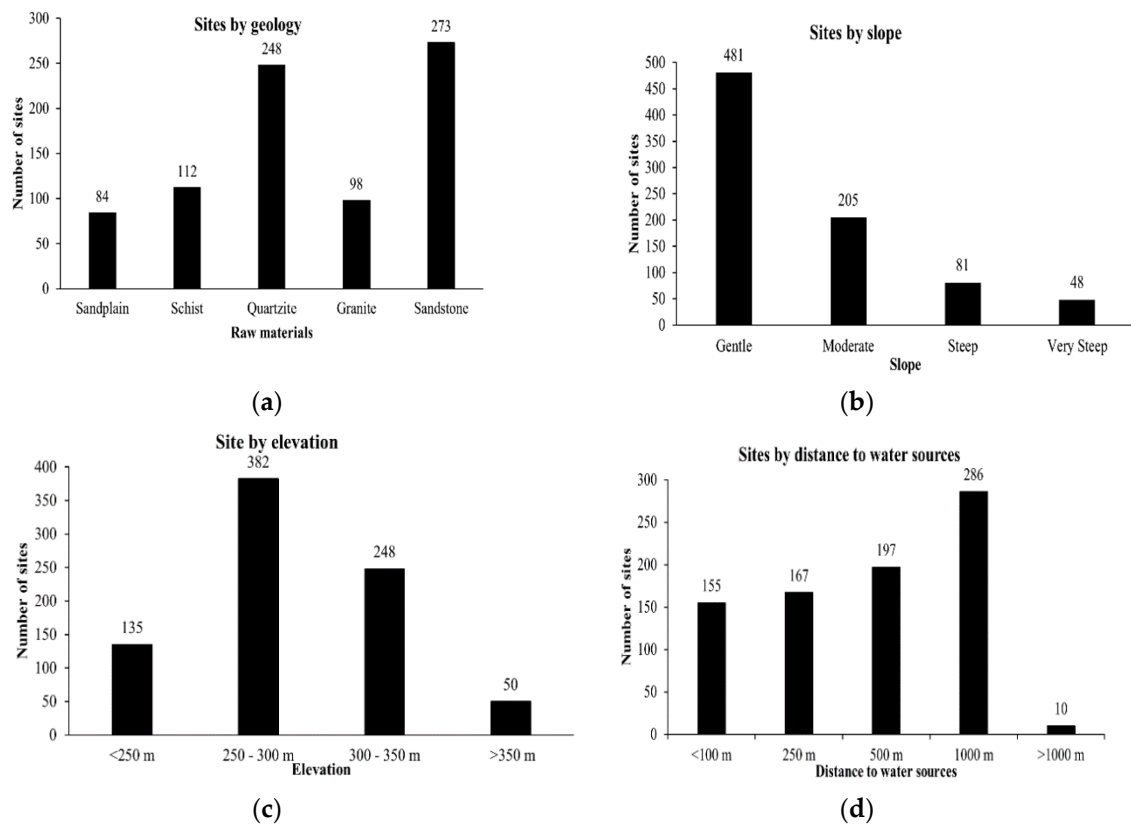 Sites by geology
300
250
200
150
100
50
0
84
112
248
98
273
Sandplain Schist Quartzite Granite Sandstone
Raw materials
Number of sites
(a)
Sites by slope
500
450
400
350
300
250
200
150
100
50
0
481
205
81
48
Gentle Moderate Steep Very Steep
Slope
Number of sites
(b)
Site by elevation
400
350
300
250
200
150
100
50
0
135
382
248
50
<250 m 250 - 300 m 300 - 350 m >350 m
Elevation
Number of sites
(c)
Sites by distance to water sources
300
250
200
150
100
50
0
155
167
197
286
10
<100 m 250 m 500 m 1000 m >1000 m
Distance to water sources
Number of sites
(d)